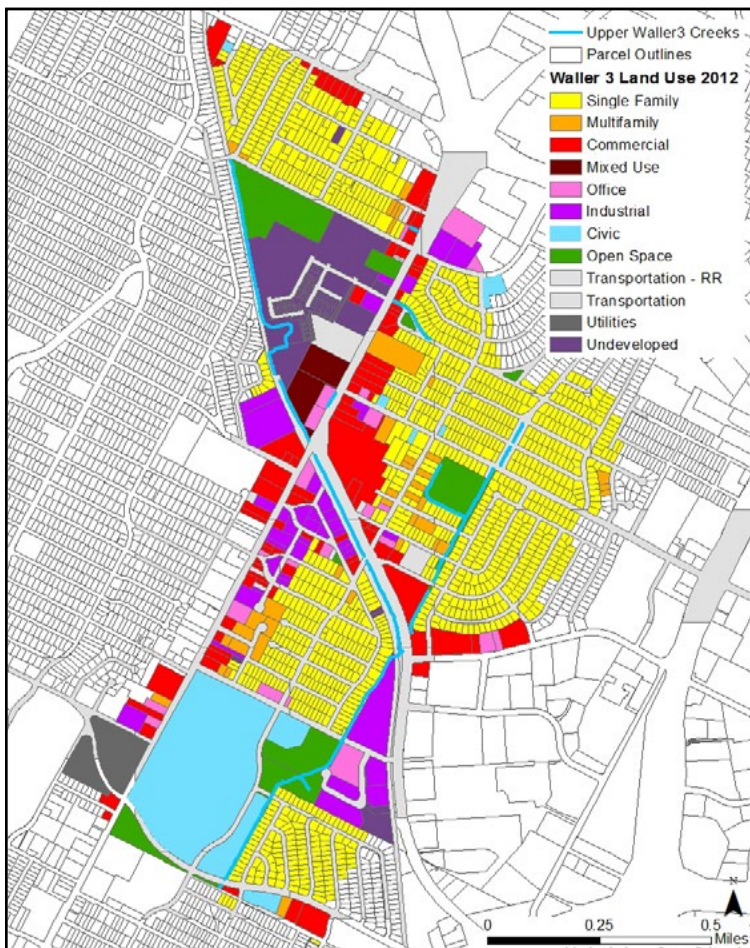 Upper Waller3 Creeks
Parcel Outlines
Waller 3 Land Use 2012
Single Family
Multifamily
Commercial
Mixed Use
Office
Industrial
Civic
Open Space
Transportation - RR
Transportation
Utilities
Undeveloped
N
0 0.25 0.5
Miles